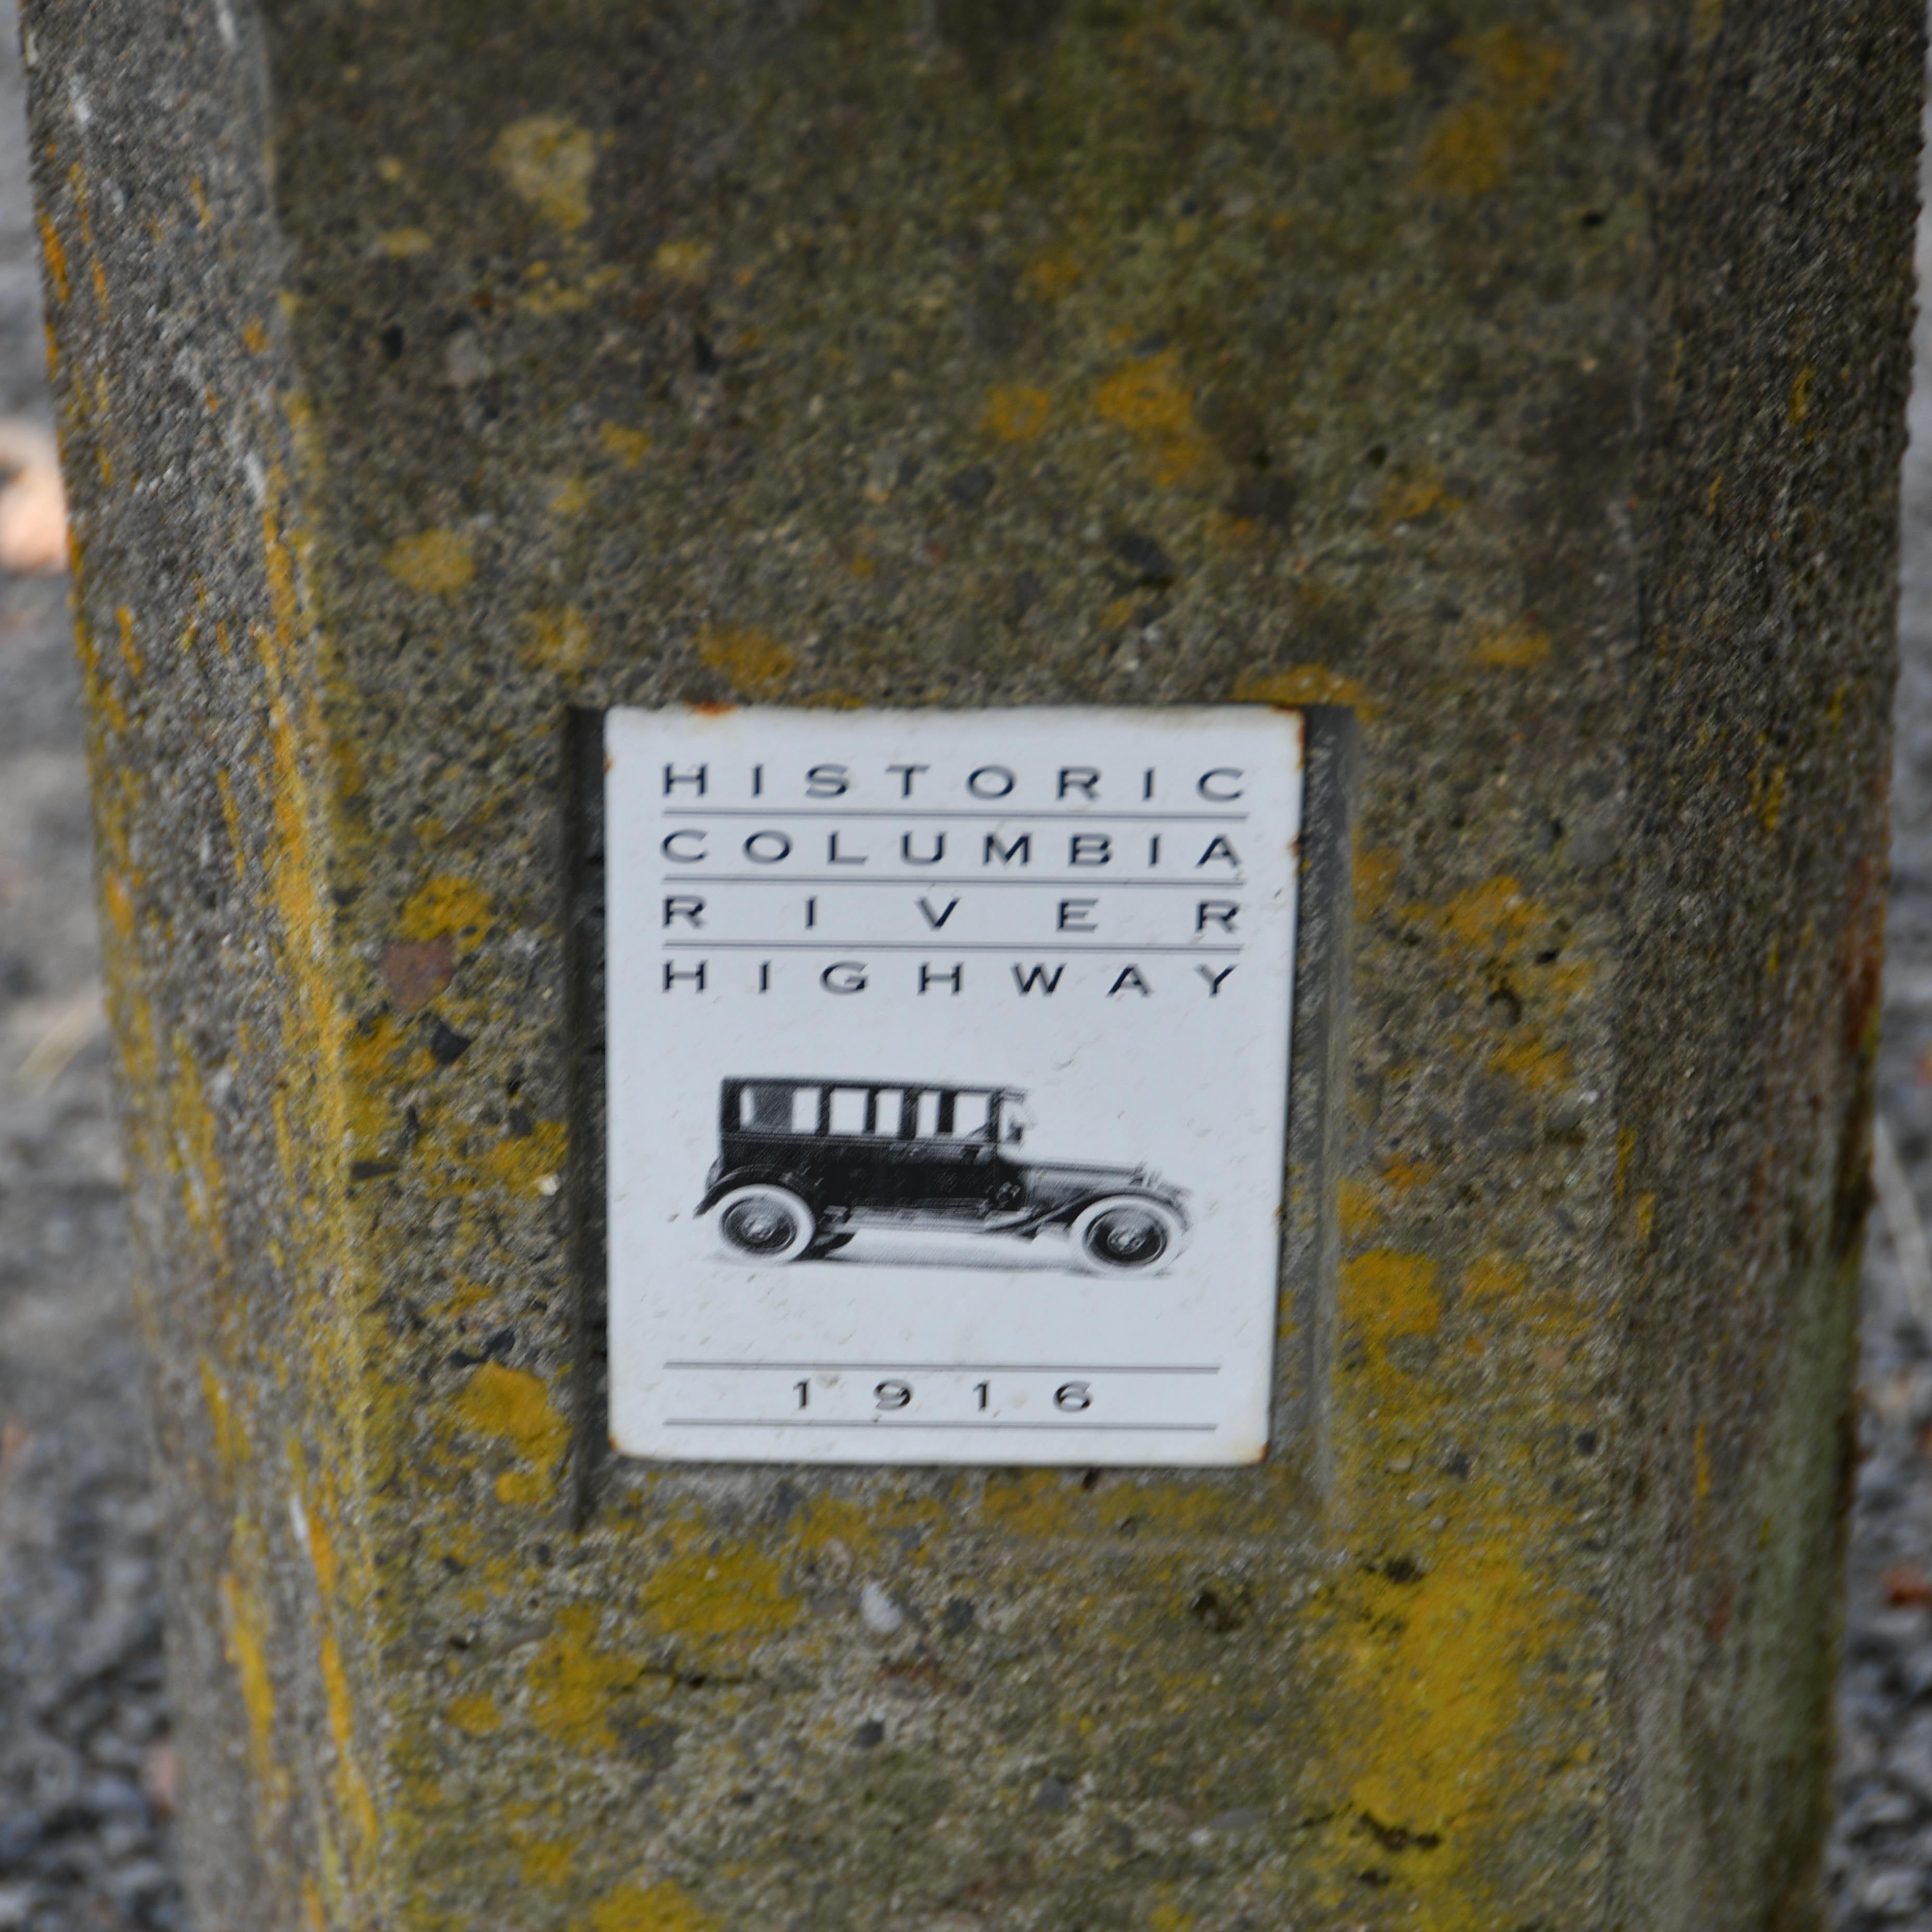 HISTORIC
COLUMBIA
RIVER
HIGHWAY
1916